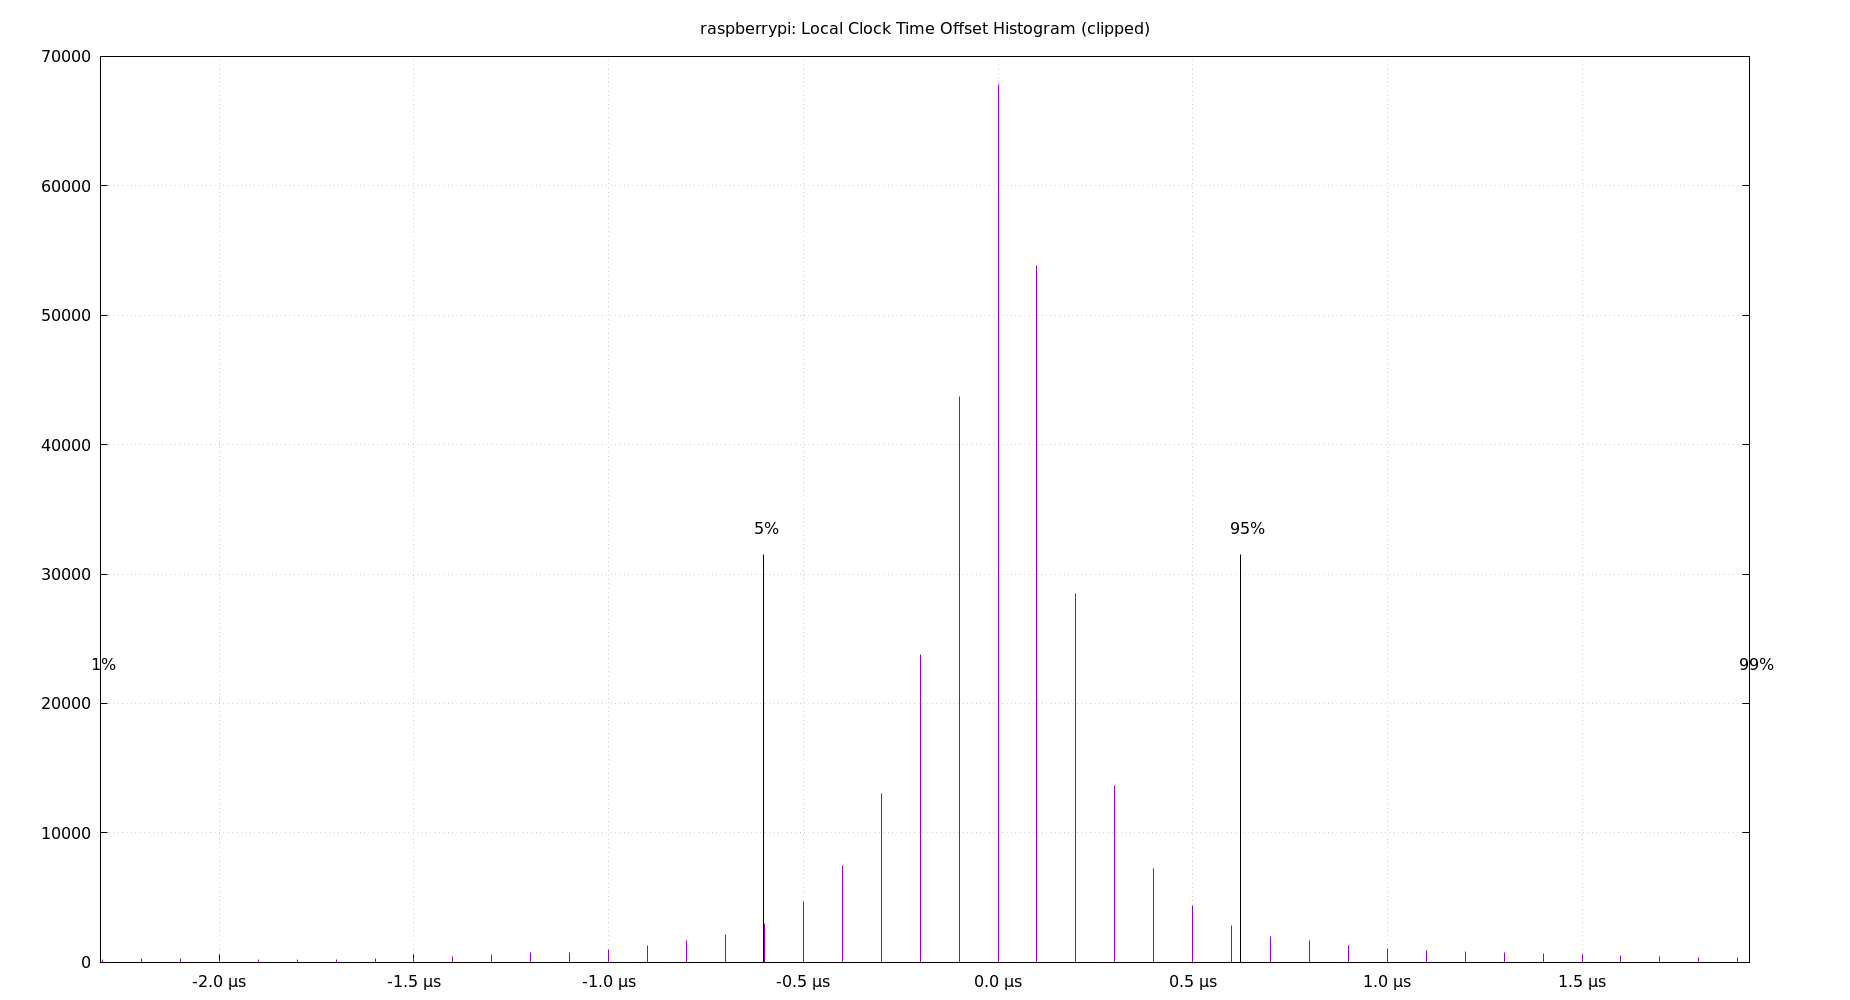 raspberrypi: Local Clock Time Offset Histogram (clipped)
70000
60000
50000
40000
5%
95%
30000
1%
99%
20000
10000
0
-2.0 µs
-1.5 µs
-1.0 µs
-0.5 µs
0.0 µs
0.5 µs
1.0 µs
1.5 µs